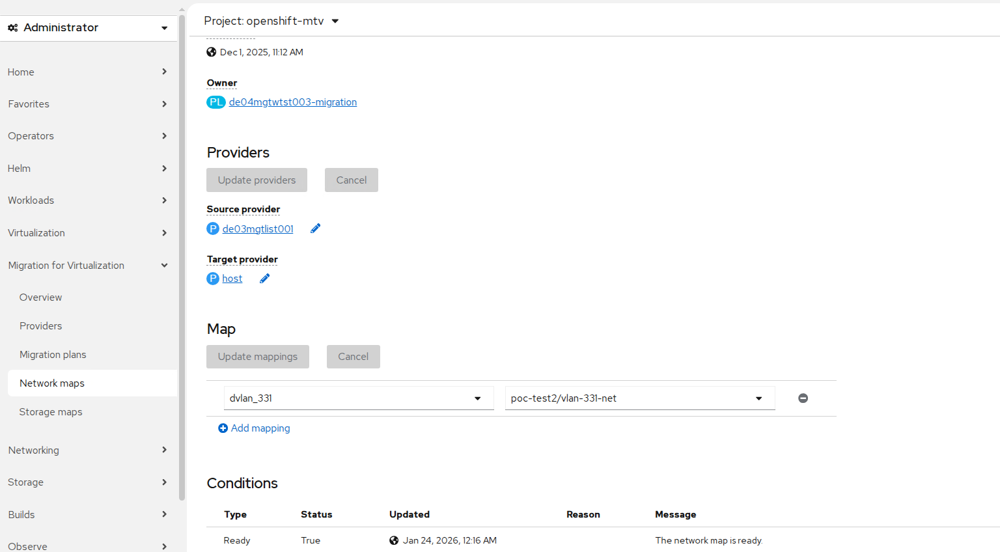 Administrator
Home
Favorites
Operators
Helm
Workloads
Virtualization
Migration for Virtualization
Overview
Providers
Migration plans
Network maps
Storage maps
Networking
Storage
Builds
Observe
Project: openshift-mtv
Dec 1, 2025, 11:12 AM
Owner
PL de04mgtwtst003-migration
Providers
Update providers Cancel
Source provider
P de03mgtlist001
Target provider
P host
Map
Update mappings Cancel
dvlan_331 poc-test2/vlan-331-net
Add mapping
Conditions
Type Status Updated Reason Message
Ready True Jan 24, 2026, 12:16 AM The network map is ready.